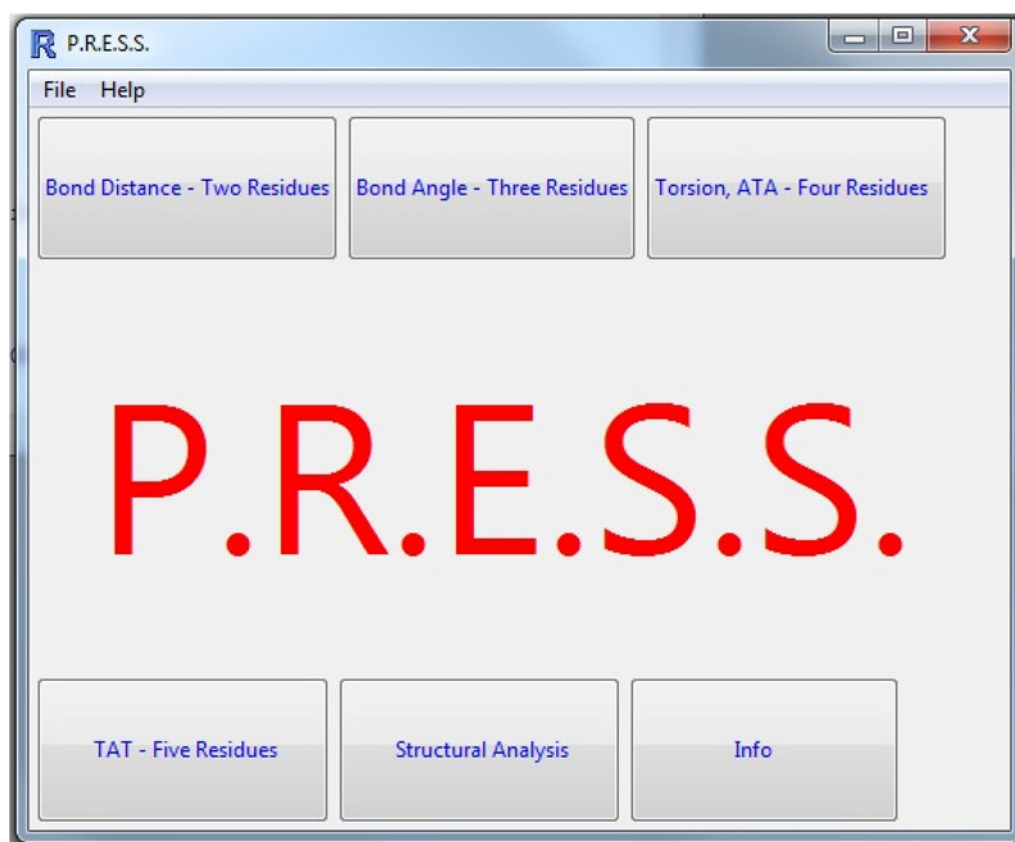 P.R.E.S.S.
File Help
Bond Distance - Two Residues Bond Angle - Three Residues Torsion, ATA - Four Residues
P.R.E.S.S.
TAT - Five Residues Structural Analysis Info